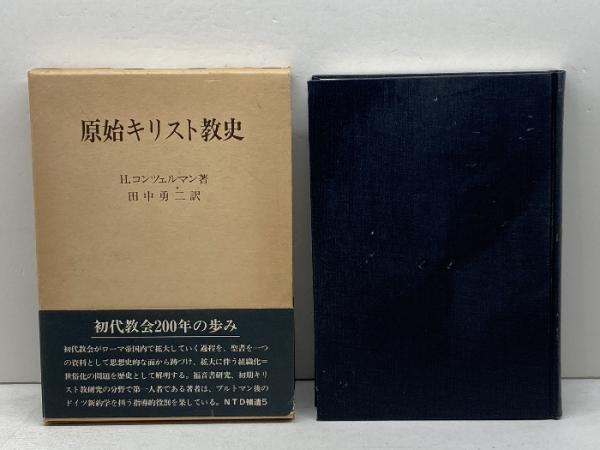 原始キリスト教史
H.コンツェルマン著
田中勇二訳
初代教会200年の歩み
初代教会がローマ帝国内で拡大していく過程を、聖書を一つ
の資料として思想史的な面から跡づけ、拡大に伴う組織化＝
世俗化の問題を歴史として解明する。福音書研究、初期キリ
スト教研究の分野で第一人者である著者は、ブルトマン後の
ドイツ新約学を担う指導的役割を果している。NTD補遺5